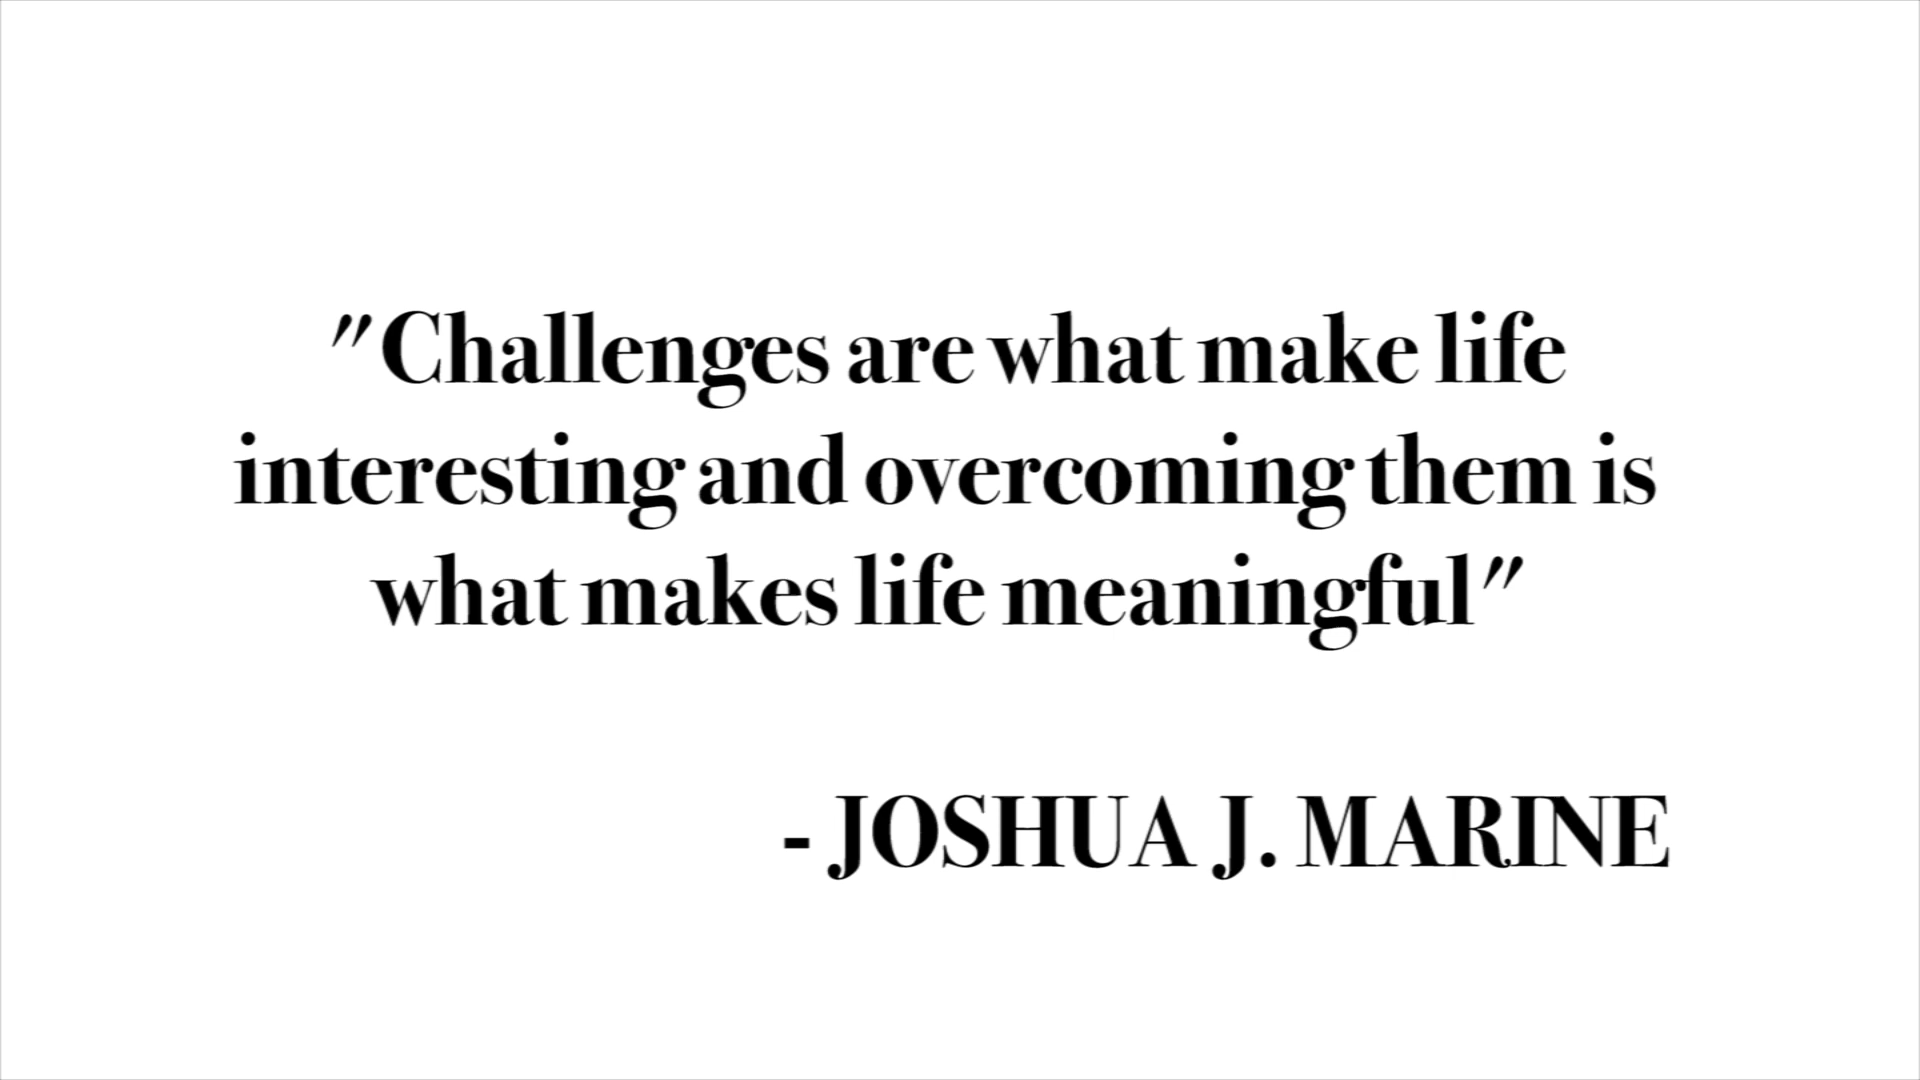 "Challenges are what make life
interesting and overcoming them is
what makes life meaningful"
- JOSHUA J. MARINE